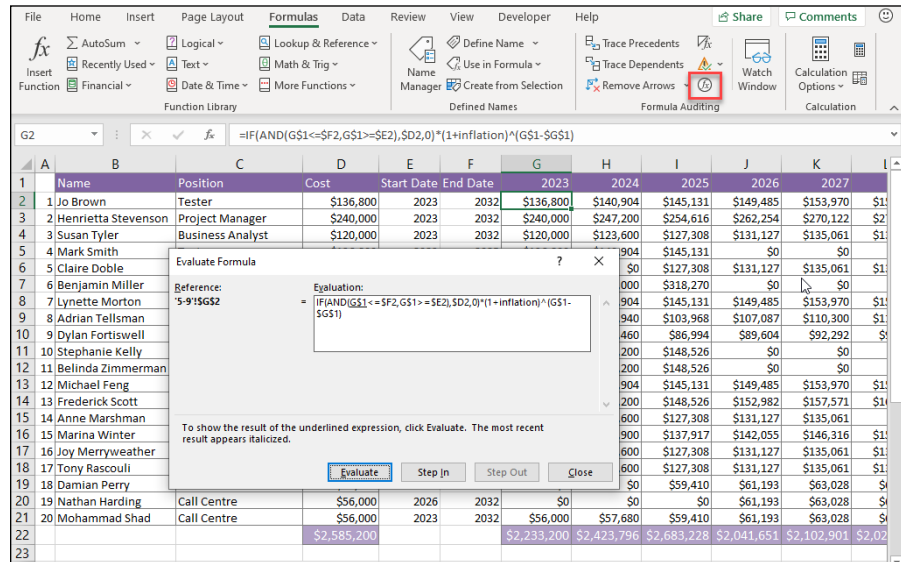 File Home Insert Page Layout Formulas Data Review View Developer Help Share Comments
fx Insert Function
AutoSum Logical Lookup & Reference
Recently Used Text Math & Trig
Financial Date & Time More Functions
Function Library
Name Manager
Define Name
Use in Formula
Create from Selection
Defined Names
Trace Precedents
Trace Dependents
Remove Arrows
fx
Watch Window
Formula Auditing
Calculation Options
Calculation
G2 fx =IF(AND(G$1<=$F2,G$1>=$E2),$D2,0)*(1+inflation)^(G$1-$G$1)
A B C D E F G H I J K L
1 Name Position Cost Start Date End Date 2023 2024 2025 2026 2027
2 1 Jo Brown Tester $136,800 2023 2032 $136,800 $140,904 $145,131 $149,485 $153,970
3 2 Henrietta Stevenson Project Manager $240,000 2023 2032 $240,000 $247,200 $254,616 $262,254 $270,122
4 3 Susan Tyler Business Analyst $120,000 2023 2032 $120,000 $123,600 $127,308 $131,127 $135,061
5 4 Mark Smith 904 $145,131 $0 $0
6 5 Claire Doble $0 $127,308 $131,127 $135,061
7 6 Benjamin Miller 000 $318,270 $0 $0
8 7 Lynette Morton 904 $145,131 $149,485 $153,970
9 8 Adrian Tellsman 940 $103,968 $107,087 $110,300
10 9 Dylan Fortiswell 460 $86,994 $89,604 $92,292
11 10 Stephanie Kelly 200 $148,526 $0 $0
12 11 Belinda Zimmerman 200 $148,526 $0 $0
13 12 Michael Feng 904 $145,131 $149,485 $153,970
14 13 Frederick Scott 200 $148,526 $152,982 $157,571
15 14 Anne Marshman 600 $127,308 $131,127 $135,061
16 15 Marina Winter 900 $137,917 $142,055 $146,316
17 16 Joy Merryweather 600 $127,308 $131,127 $135,061
18 17 Tony Rascouli 600 $127,308 $131,127 $135,061
19 18 Damian Perry $0 $59,410 $61,193 $63,028
20 19 Nathan Harding Call Centre $56,000 2026 2032 $0 $0 $0 $61,193 $63,028
21 20 Mohammad Shad Call Centre $56,000 2023 2032 $56,000 $57,680 $59,410 $61,193 $63,028
22 $2,585,200 $2,233,200 $2,423,796 $2,683,228 $2,041,651 $2,102,901
23
Evaluate Formula ?
Reference: Evaluation:
'5-9'!$G$2 = IF(AND(G$1<=$F2,G$1>=$E2),$D2,0)*(1+inflation)^(G$1-
$G$1)
To show the result of the underlined expression, click Evaluate. The most recent
result appears italicized.
Evaluate Step In Step Out Close